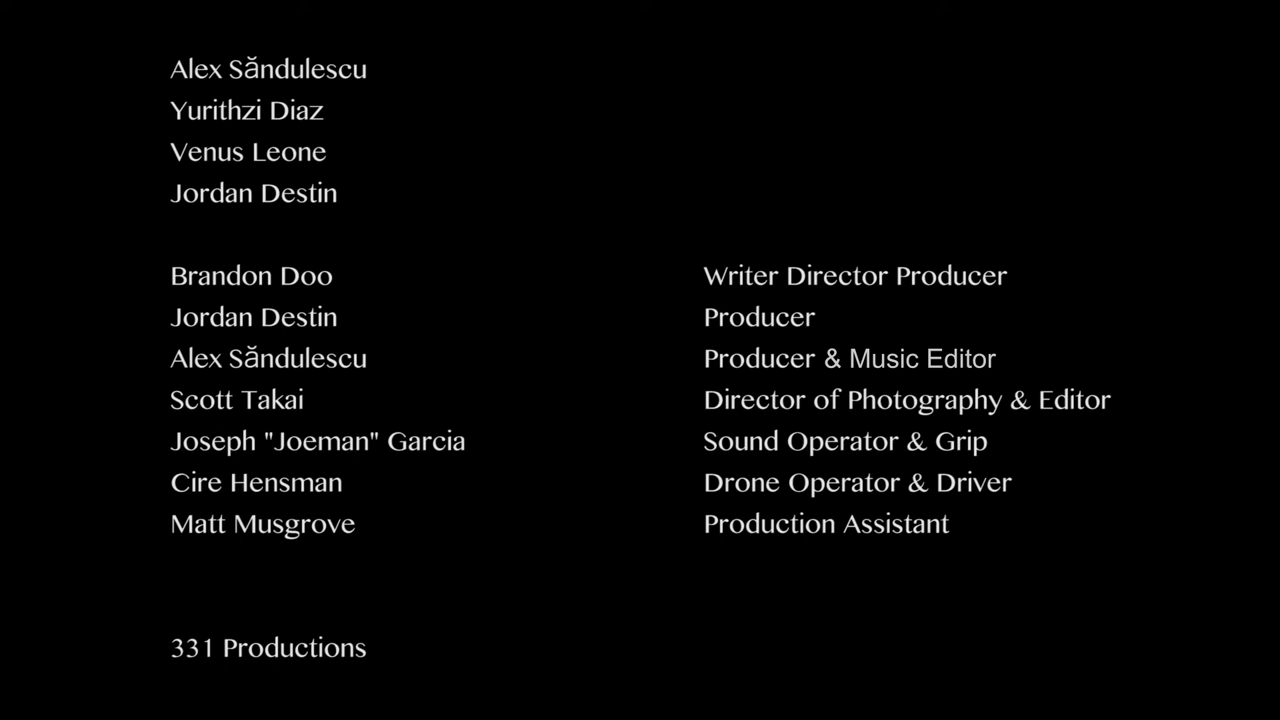 Alex Săndulescu
Yurithzi Diaz
Venus Leone
Jordan Destin
Brandon Doo Writer Director Producer
Jordan Destin Producer
Alex Săndulescu Producer & Music Editor
Scott Takai Director of Photography & Editor
Joseph "Joeman" Garcia Sound Operator & Grip
Cire Hensman Drone Operator & Driver
Matt Musgrove Production Assistant
331 Productions